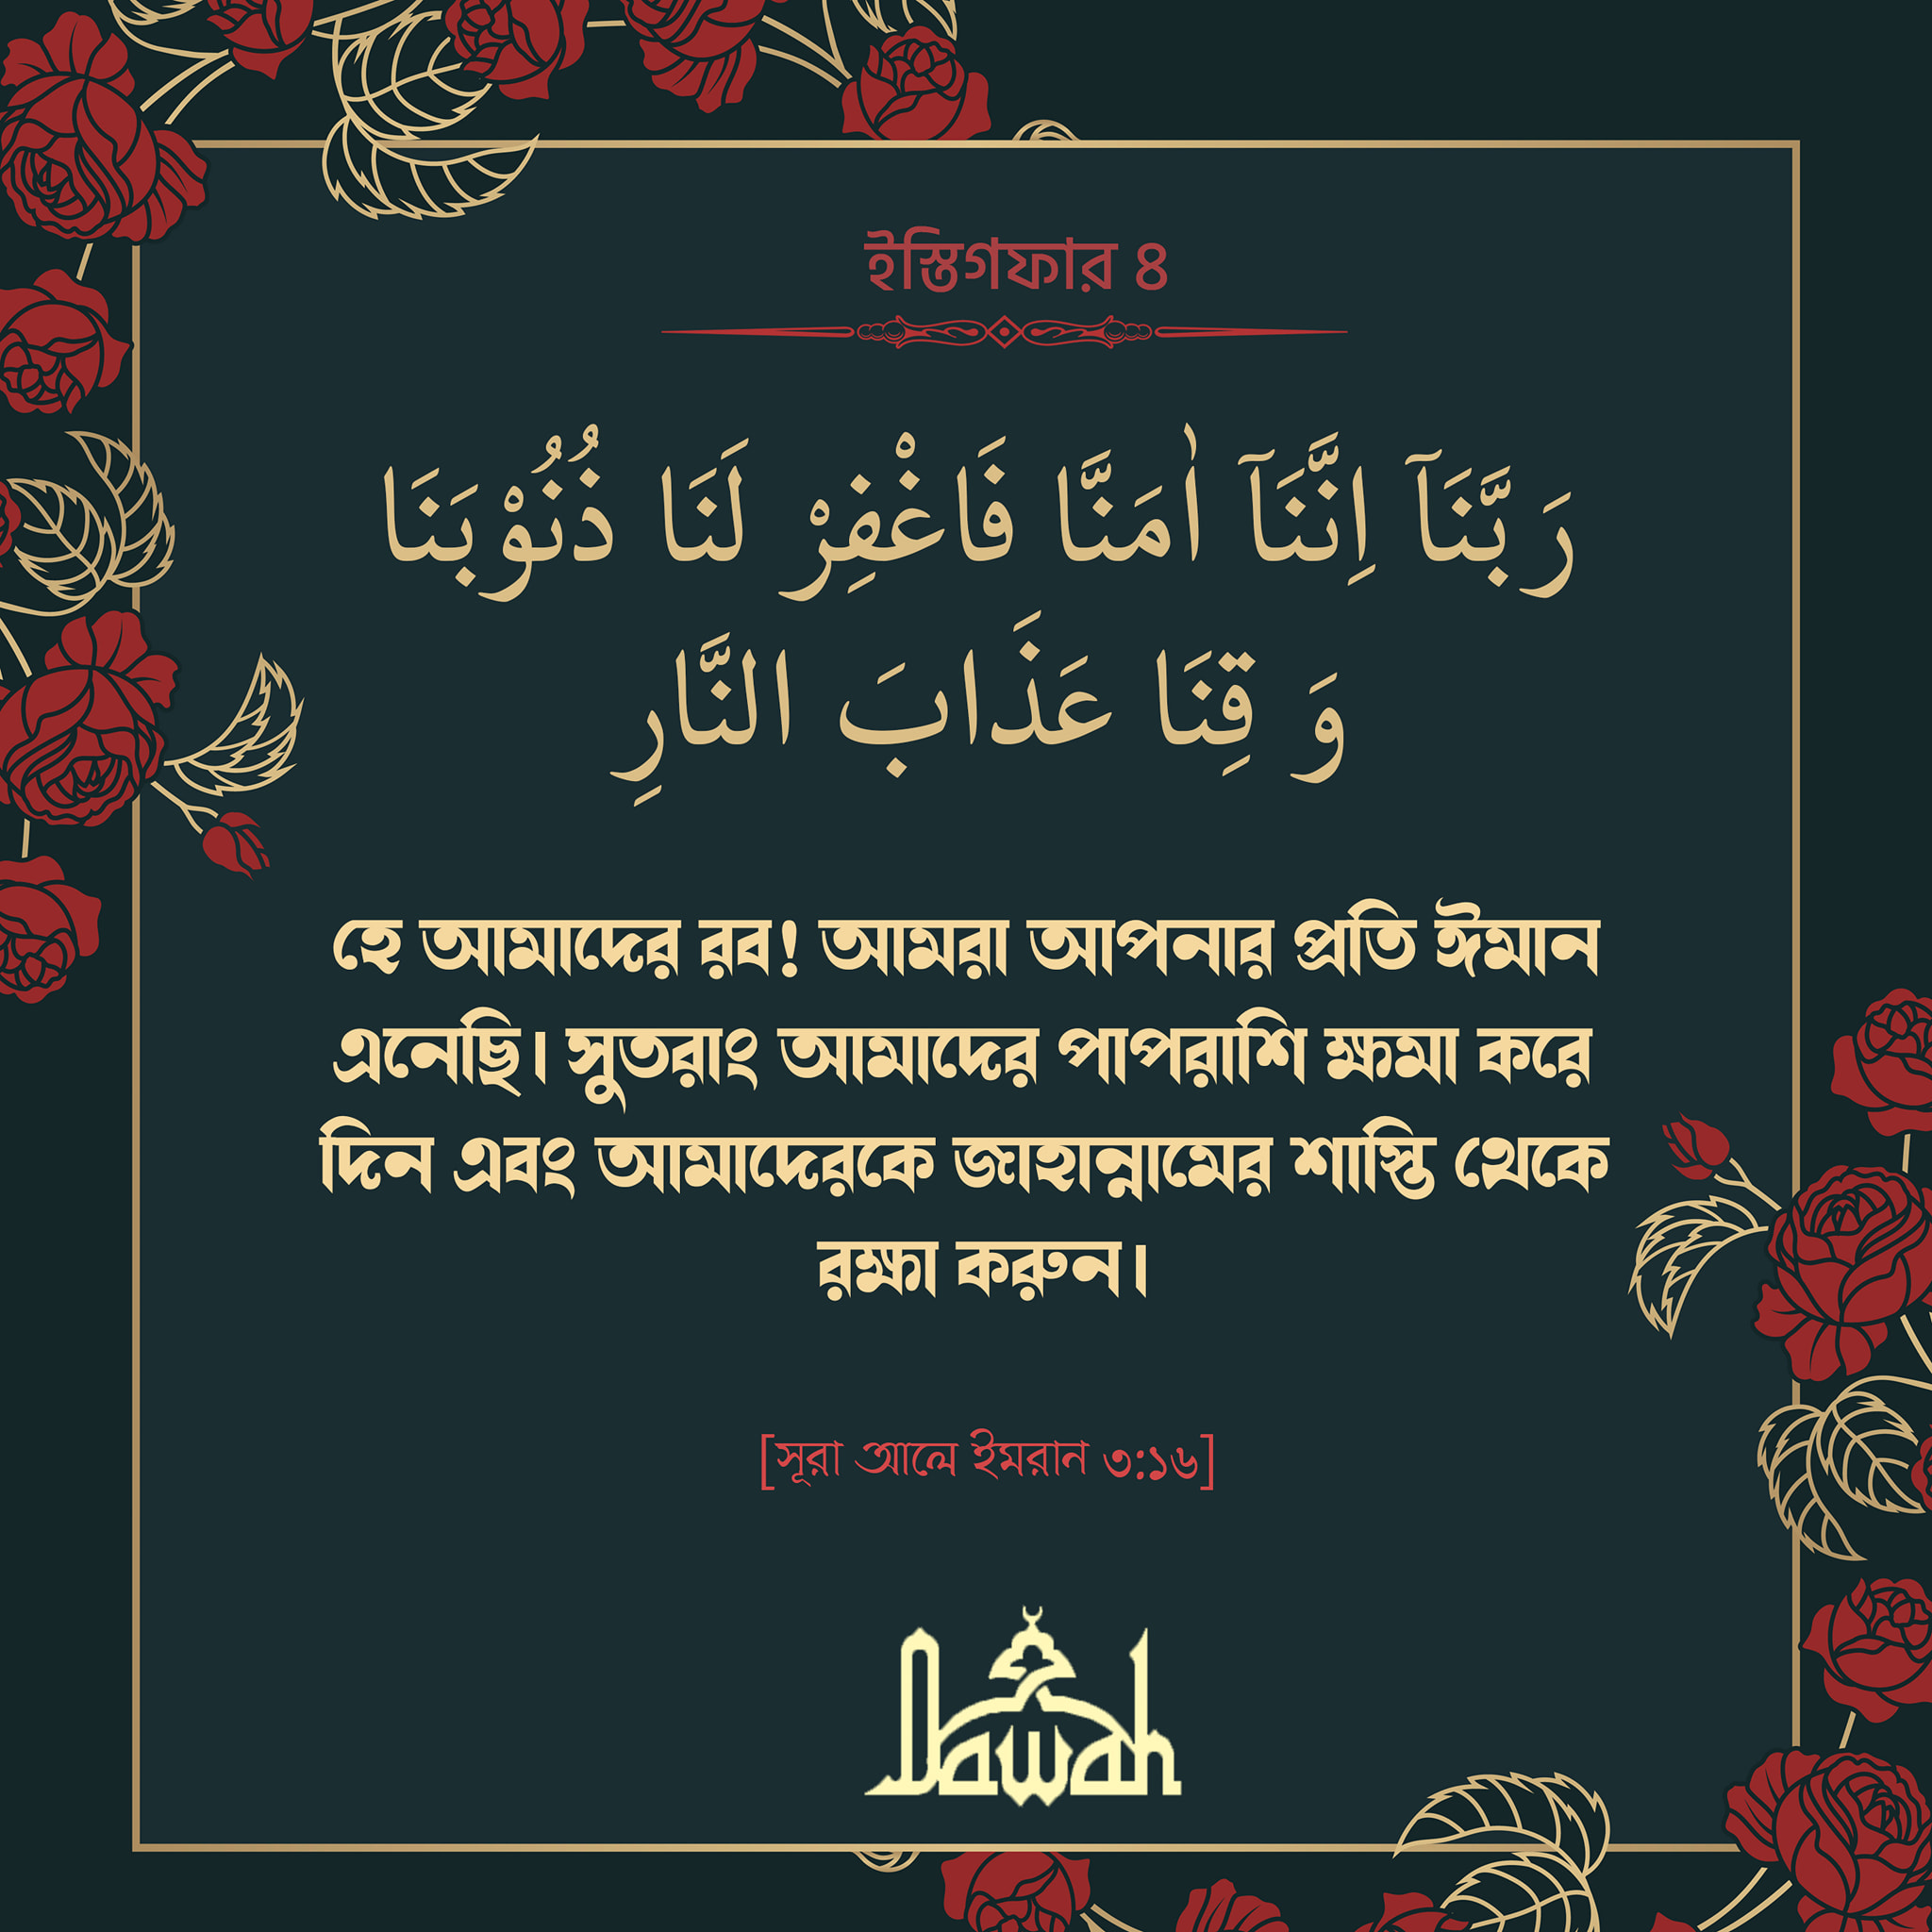 ইস্তিগফার ৪
رَبَّنَاۤ اِنَّنَاۤ اٰمَنَّا فَاغْفِرْ لَنَا ذُنُوْبَنَا
وَ قِنَا عَذَابَ النَّارِ
হে আমাদের রব! আমরা আপনার প্রতি ঈমান
এনেছি। সুতরাং আমাদের পাপরাশি ক্ষমা করে
দিন এবং আমাদেরকে জাহান্নামের শাস্তি থেকে
রক্ষা করুন।
[সূরা আলে ইমরান ৩:১৬]
Dawah